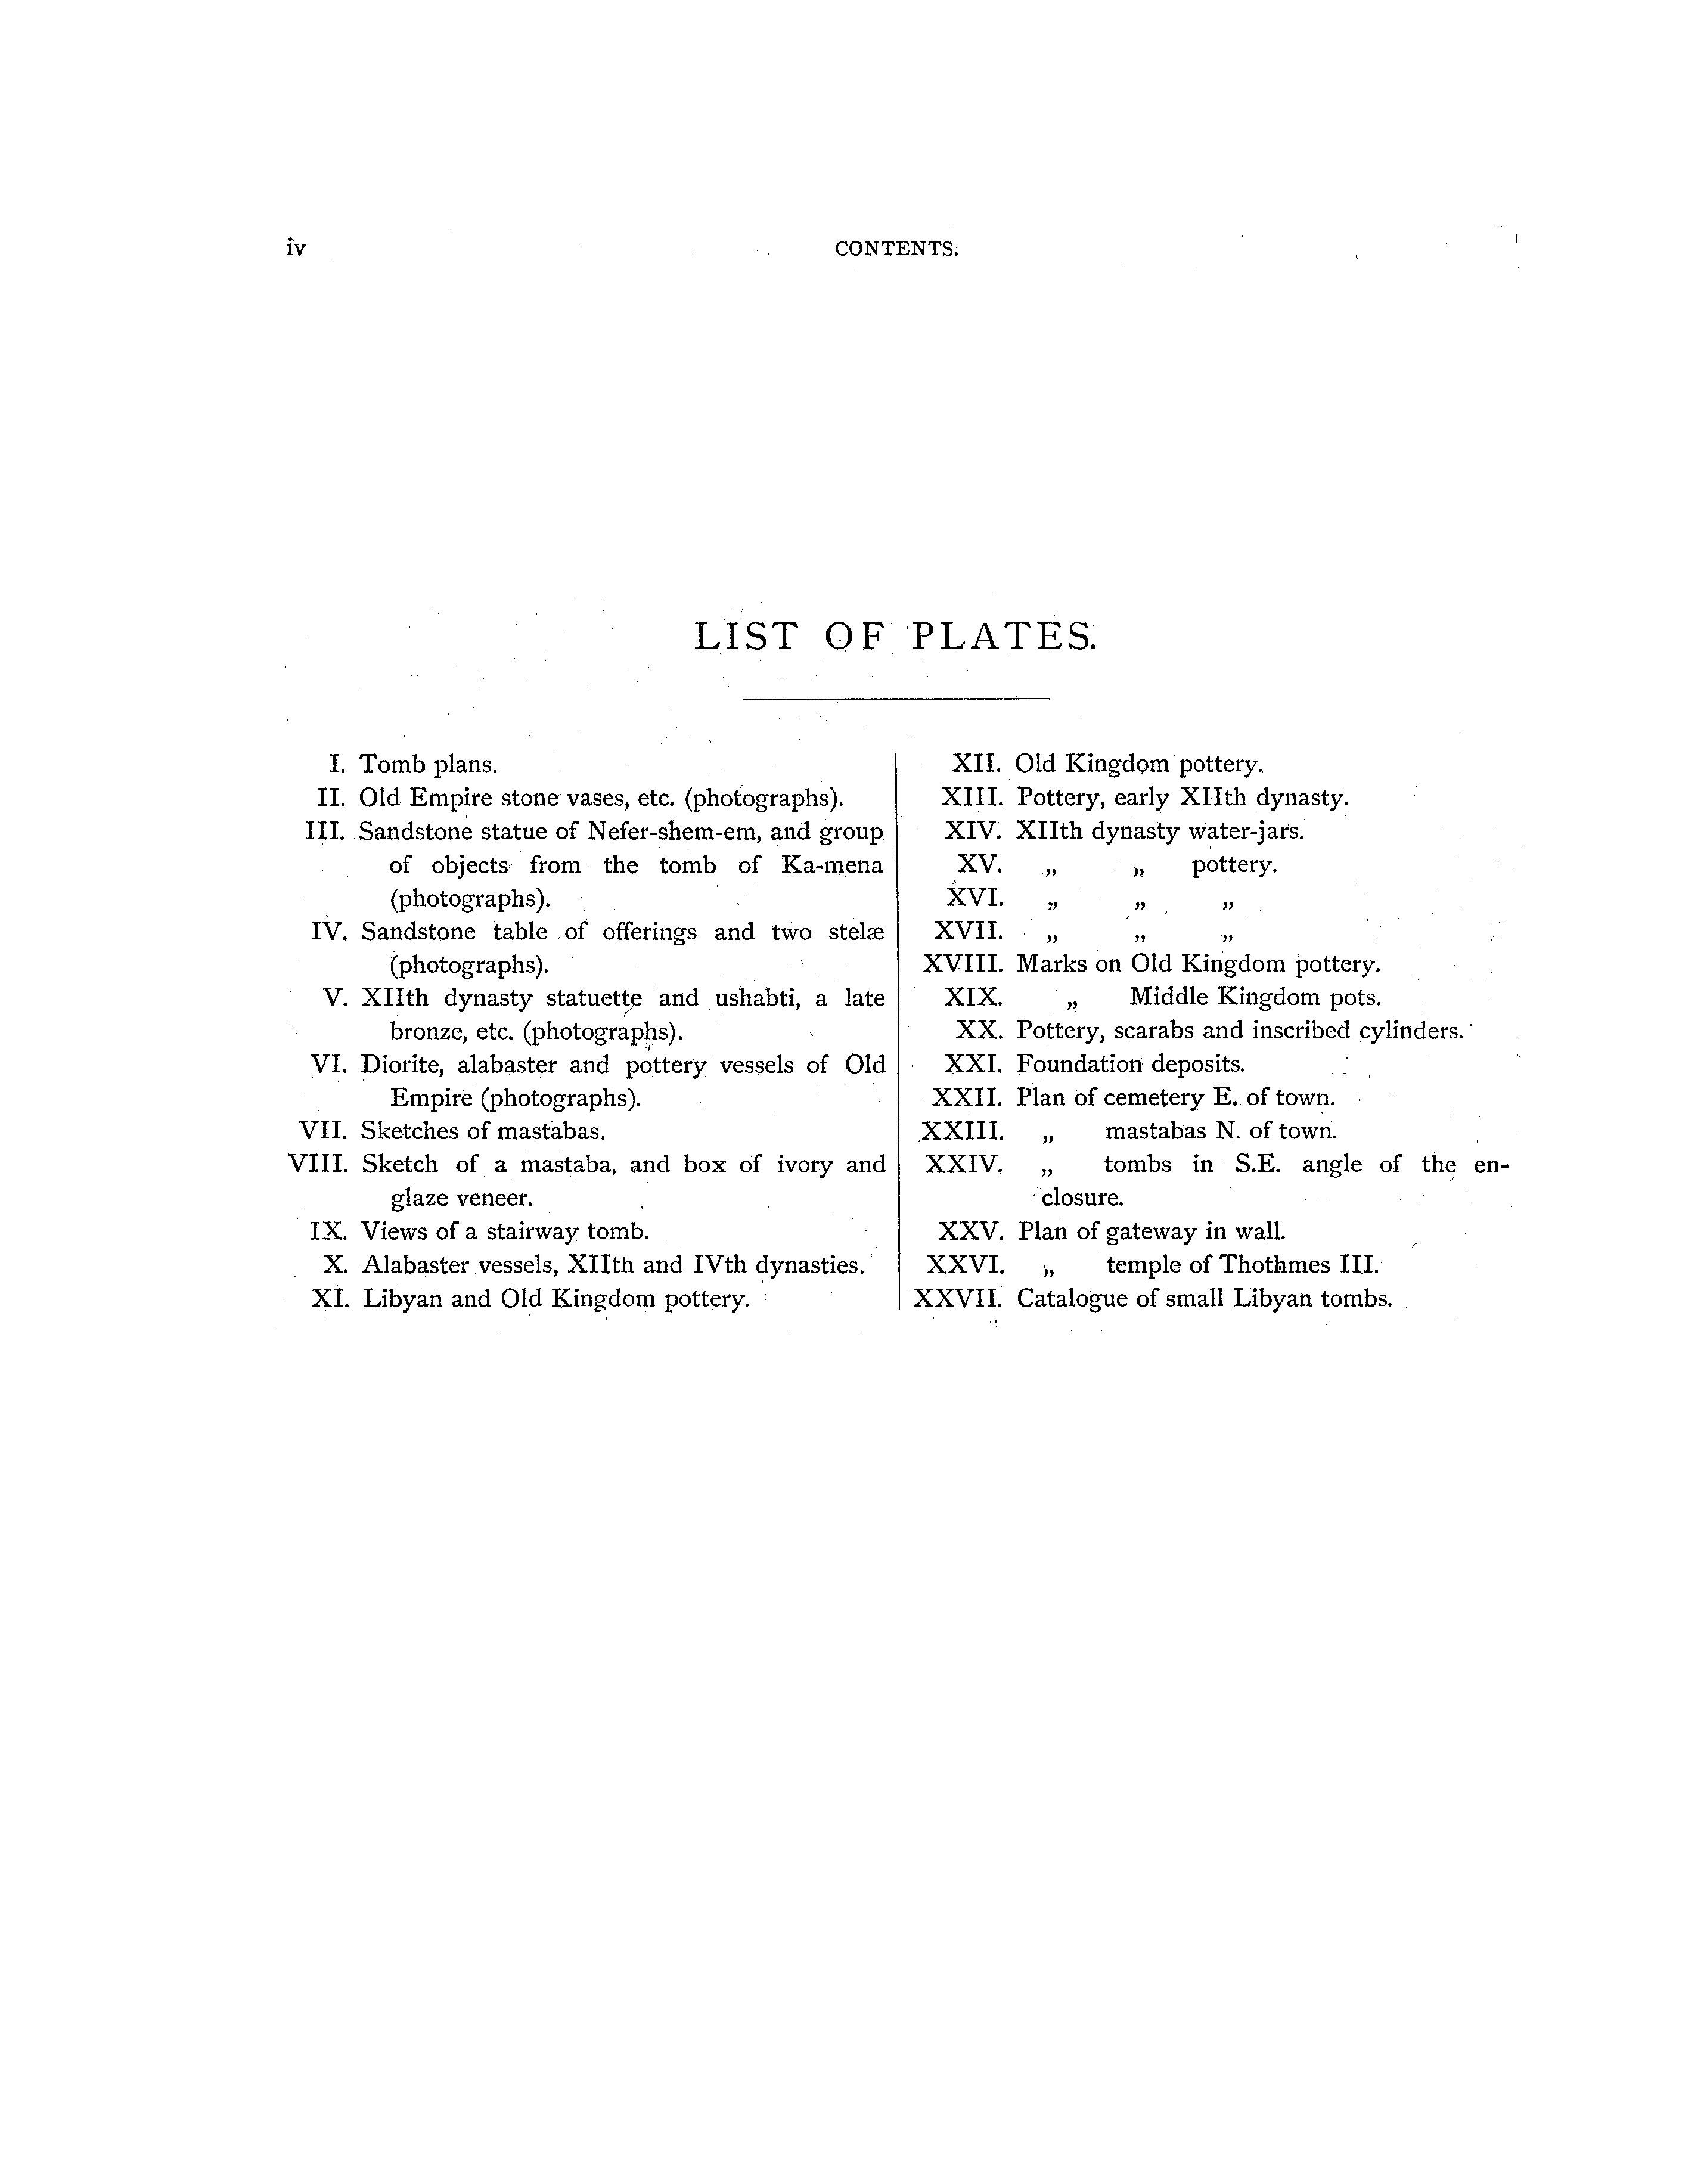 iv
CONTENTS.
LIST OF PLATES.
I. Tomb plans.
II. Old Empire stone vases, etc. (photographs).
III. Sandstone statue of Nefer-shem-em, and group
of objects from the tomb of Ka-mena
(photographs).
IV. Sandstone table of offerings and two stelæ
(photographs).
V. XIIth dynasty statuette and ushabti, a late
bronze, etc. (photographs).
VI. Diorite, alabaster and pottery vessels of Old
Empire (photographs).
VII. Sketches of mastabas.
VIII. Sketch of a mastaba, and box of ivory and
glaze veneer.
IX. Views of a stairway tomb.
X. Alabaster vessels, XIIth and IVth dynasties.
XI. Libyan and Old Kingdom pottery.
XII. Old Kingdom pottery.
XIII. Pottery, early XIIth dynasty.
XIV. XIIth dynasty water-jars.
XV. „ „ pottery.
XVI. „ „ „
XVII. „ „ „
XVIII. Marks on Old Kingdom pottery.
XIX. „ Middle Kingdom pots.
XX. Pottery, scarabs and inscribed cylinders.
XXI. Foundation deposits.
XXII. Plan of cemetery E. of town.
XXIII. „ mastabas N. of town.
XXIV. „ tombs in S.E. angle of the en-
closure.
XXV. Plan of gateway in wall.
XXVI. „ temple of Thothmes III.
XXVII. Catalogue of small Libyan tombs.